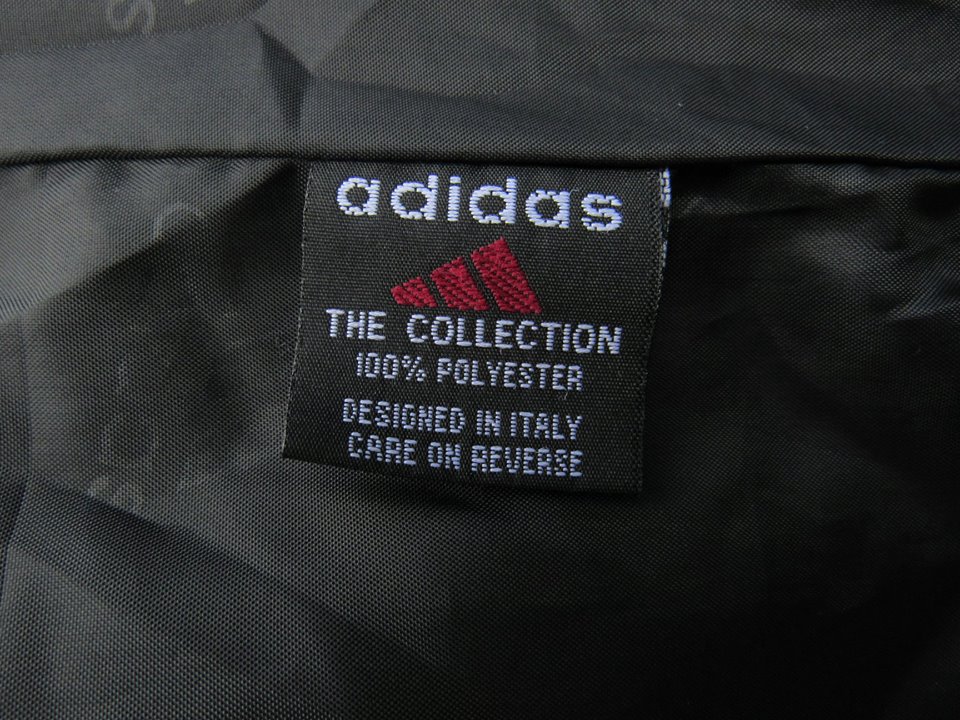 adidas
THE COLLECTION
100% POLYESTER
DESIGNED IN ITALY
CARE ON REVERSE